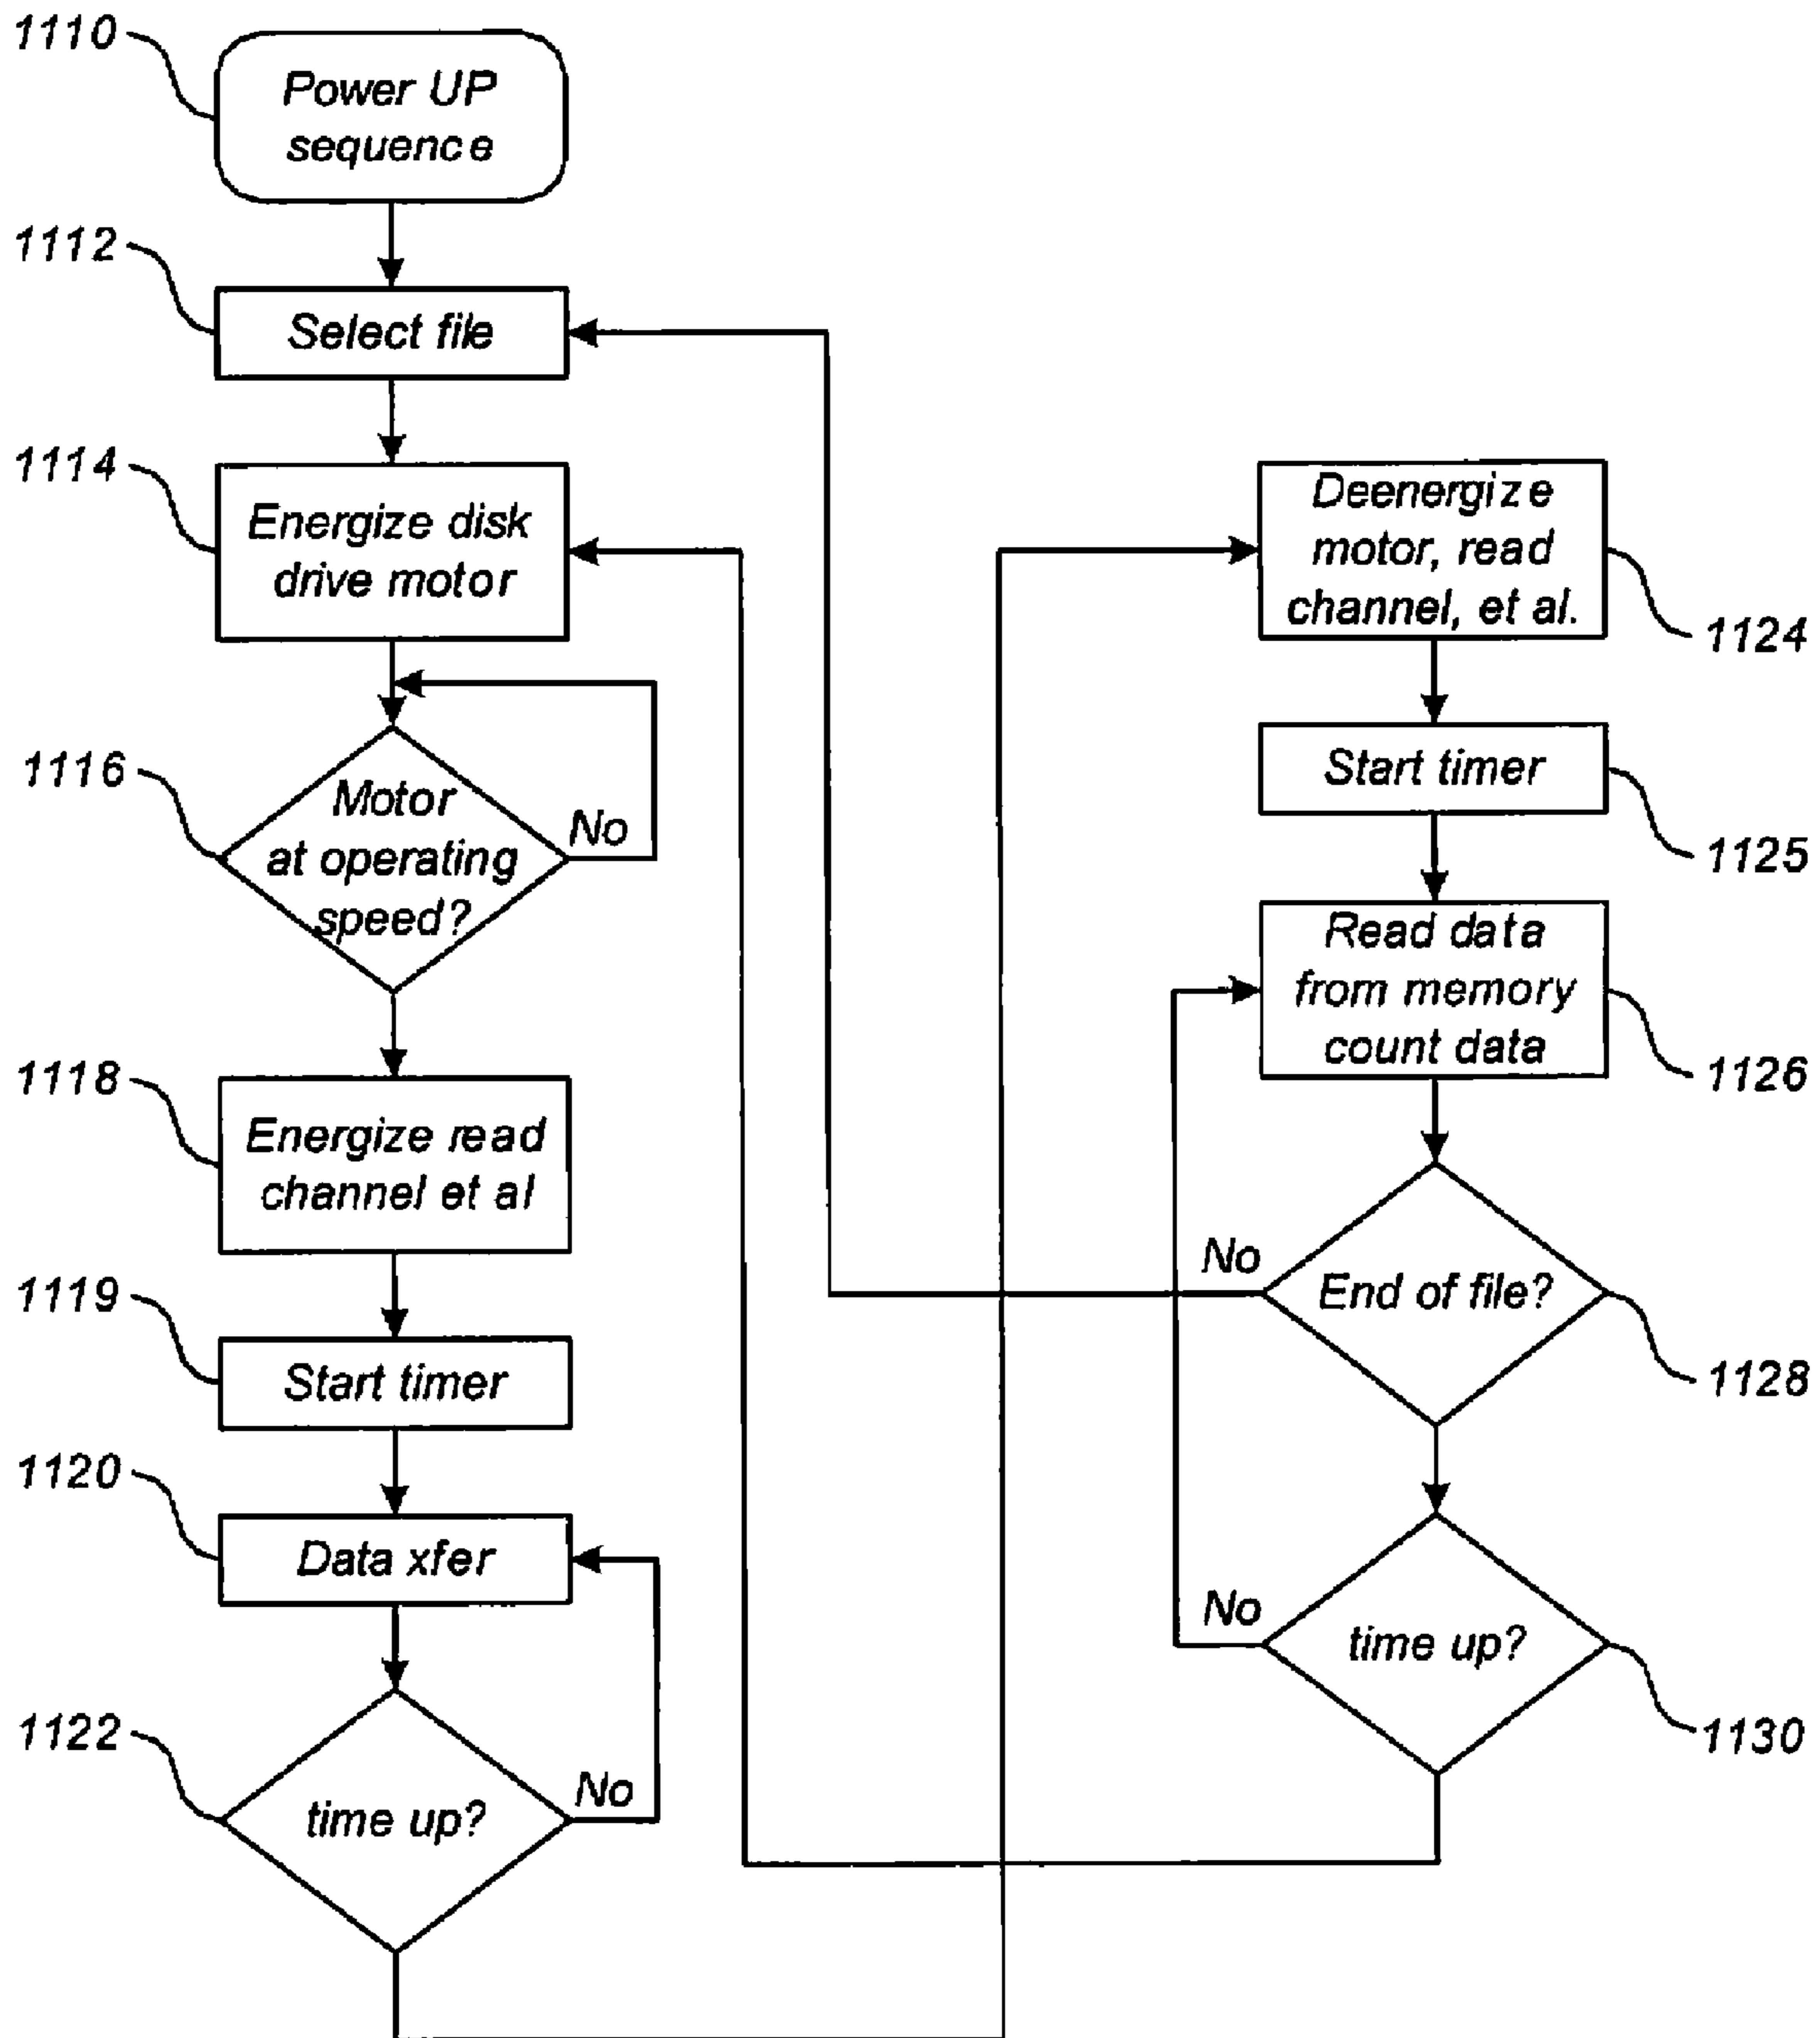 1110
Power UP
sequence
1112
Select file
1114
Energize disk
drive motor
1116
Motor
at operating
speed?
No
1118
Energize read
channel et al
1119
Start timer
1120
Data xfer
1122
time up?
No
Deenergize
motor, read
channel, et al.
1124
Start timer
1125
Read data
from memory
count data
1126
No
End of file?
1128
No
time up?
1130